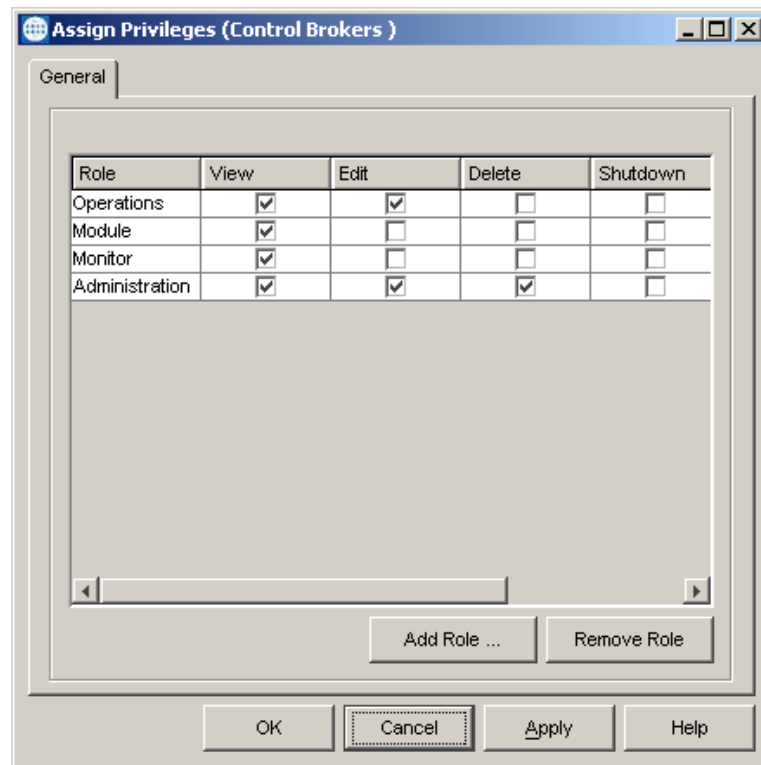 Assign Privileges (Control Brokers )
General
Role View Edit Delete Shutdown
Operations
Module
Monitor
Administration
Add Role ... Remove Role
OK Cancel Apply Help